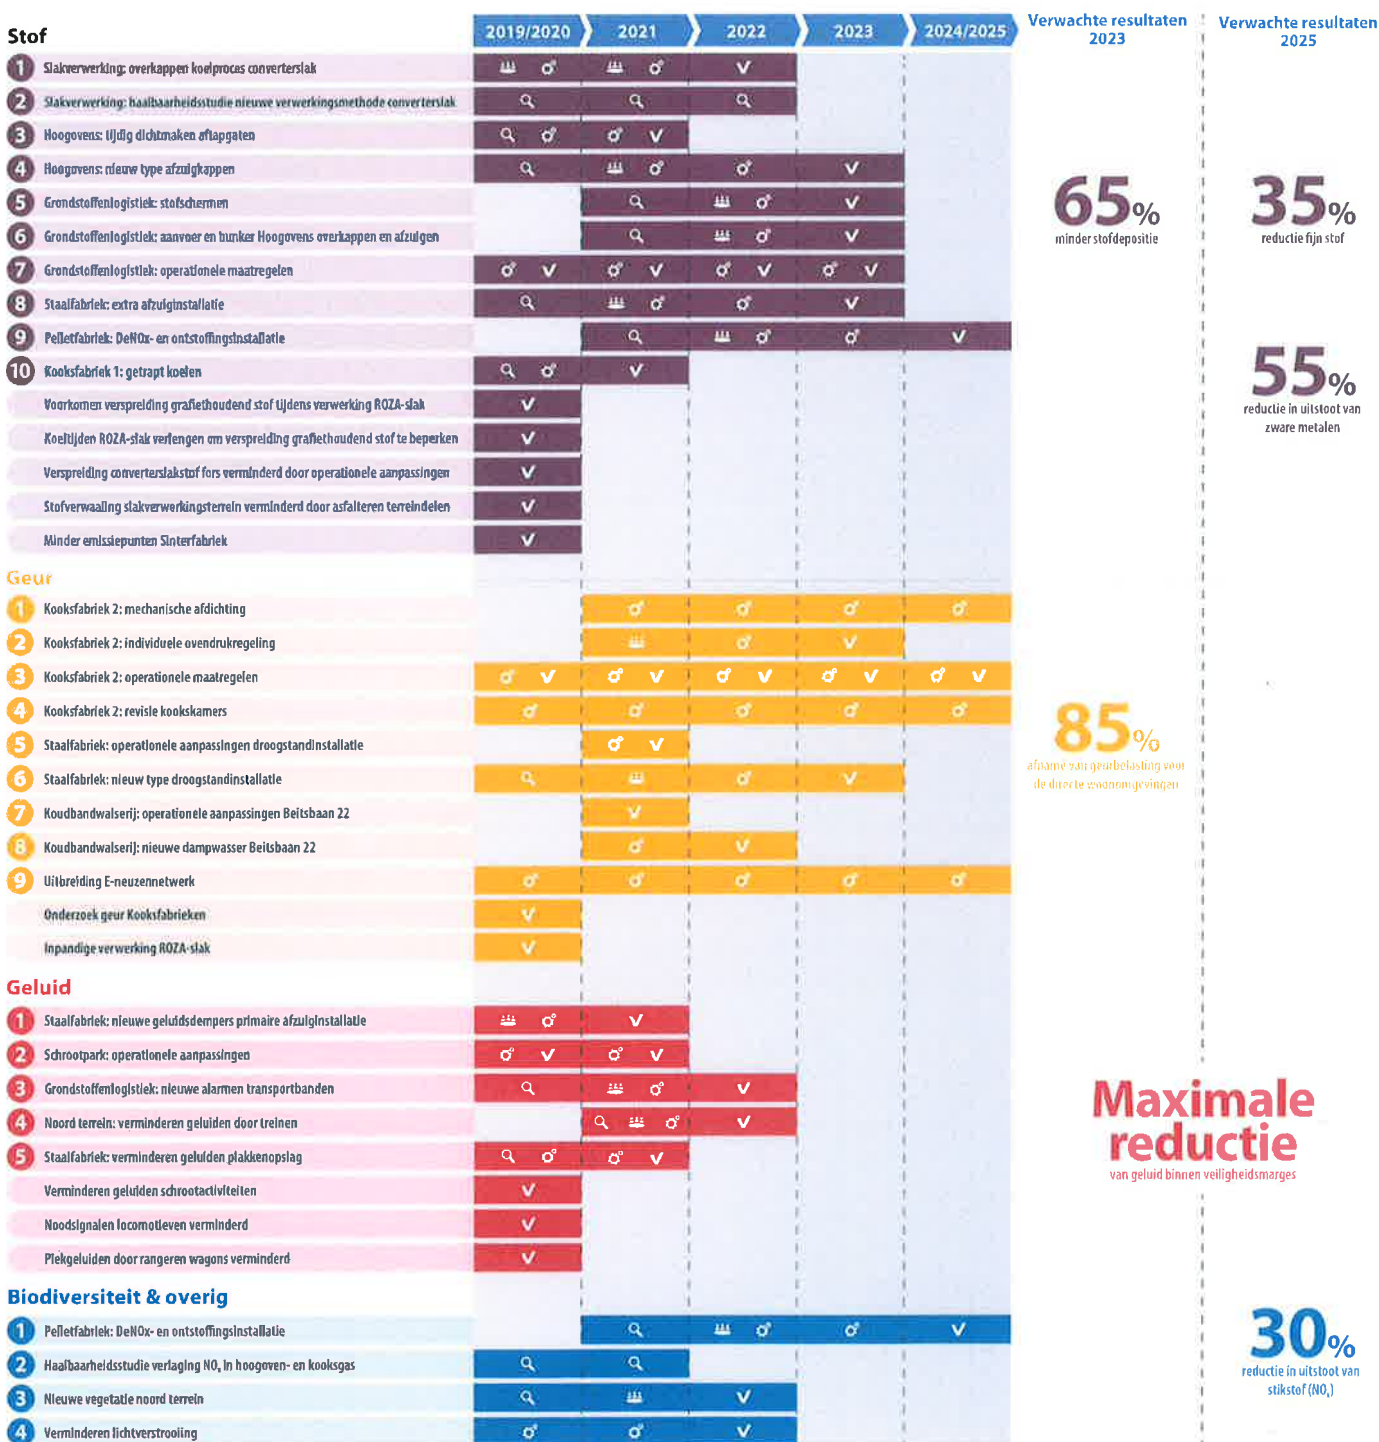 2019/2020 2021 2022 2023 2024/2025
Verwachte resultaten
2023
Verwachte resultaten
2025
Stof
1 Slakverwerking: overkappen koelproces converterslak
2 Slakverwerking: haalbaarheidsstudie nieuwe verwerkingsmethode converterslak
3 Hoogovens: tijdig dichtmaken aftapgaten
4 Hoogovens: nieuw type afzuigkappen
5 Grondstoffenlogistiek: stofschermen
6 Grondstoffenlogistiek: aanvoer en bunker Hoogovens overkappen en afzuigen
7 Grondstoffenlogistiek: operationele maatregelen
8 Staalfabriek: extra afzuiginstallatie
9 Pelletfabriek: DeNOx- en ontstoffingsinstallatie
10 Kooksfabriek 1: getrapt koelen
Voorkomen verspreiding grafiethoudend stof tijdens verwerking ROZA-slak
Koeltijden ROZA-slak verlengen om verspreiding grafiethoudend stof te beperken
Verspreiding converterslakstof fors verminderd door operationele aanpassingen
Stofverwaaiing slakverwerkingsterrein verminderd door asfalteren terreindelen
Minder emissiepunten Sinterfabriek
65%
minder stofdepositie
35%
reductie fijn stof
55%
reductie in uitstoot van
zware metalen
Geur
1 Kooksfabriek 2: mechanische afdichting
2 Kooksfabriek 2: individuele ovendrukregeling
3 Kooksfabriek 2: operationele maatregelen
4 Kooksfabriek 2: revisie kookskamers
5 Staalfabriek: operationele aanpassingen droogstandinstallatie
6 Staalfabriek: nieuw type droogstandinstallatie
7 Koudbandwalserij: operationele aanpassingen Beitsbaan 22
8 Koudbandwalserij: nieuwe dampwasser Beitsbaan 22
9 Uitbreiding E-neuzennetwerk
Onderzoek geur Kooksfabrieken
Inpandige verwerking ROZA-slak
85%
afname van geurbelasting voor
de directe woonomgevingen
Geluid
1 Staalfabriek: nieuwe geluidsdempers primaire afzuiginstallatie
2 Schrootpark: operationele aanpassingen
3 Grondstoffenlogistiek: nieuwe alarmen transportbanden
4 Noord terrein: verminderen geluiden door treinen
5 Staalfabriek: verminderen geluiden plakkenopslag
Verminderen geluiden schrootactiviteiten
Noodsignalen locomotieven verminderd
Piekgeluiden door rangeren wagons verminderd
Maximale
reductie
van geluid binnen veiligheidsmarges
Biodiversiteit & overig
1 Pelletfabriek: DeNOx- en ontstoffingsinstallatie
2 Haalbaarheidsstudie verlaging NOx in hoogoven- en kooksgas
3 Nieuwe vegetatie noord terrein
4 Verminderen lichtverstrooiing
30%
reductie in uitstoot van
stikstof (NOx)